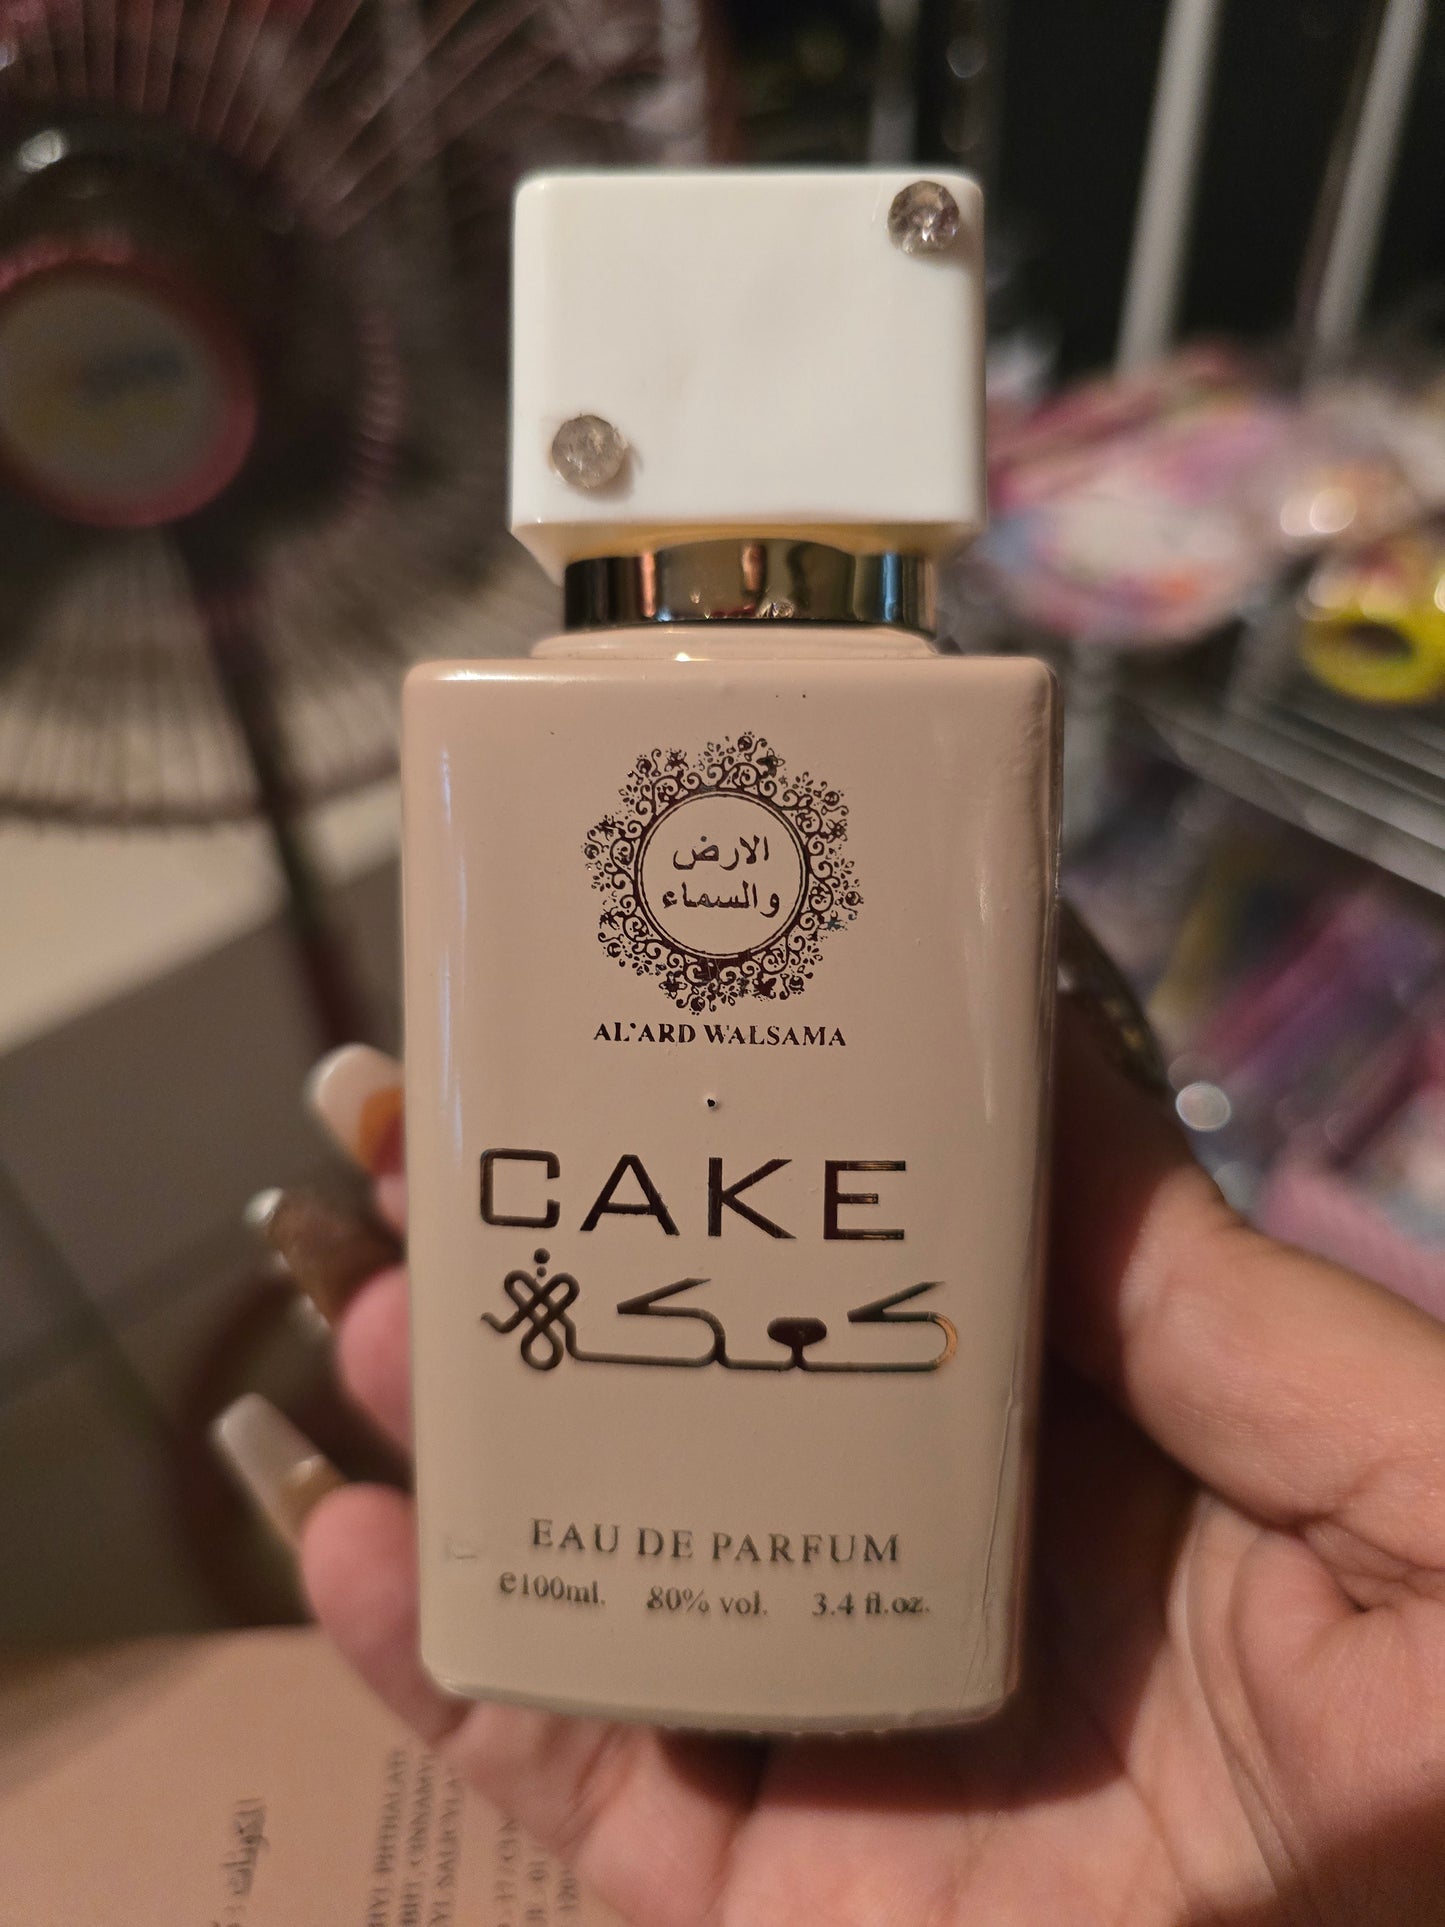 الارض
والسماء
AL'ARD WALSAMA
CAKE
كعكة
EAU DE PARFUM
e100ml. 80% vol. 3.4 fl.oz.